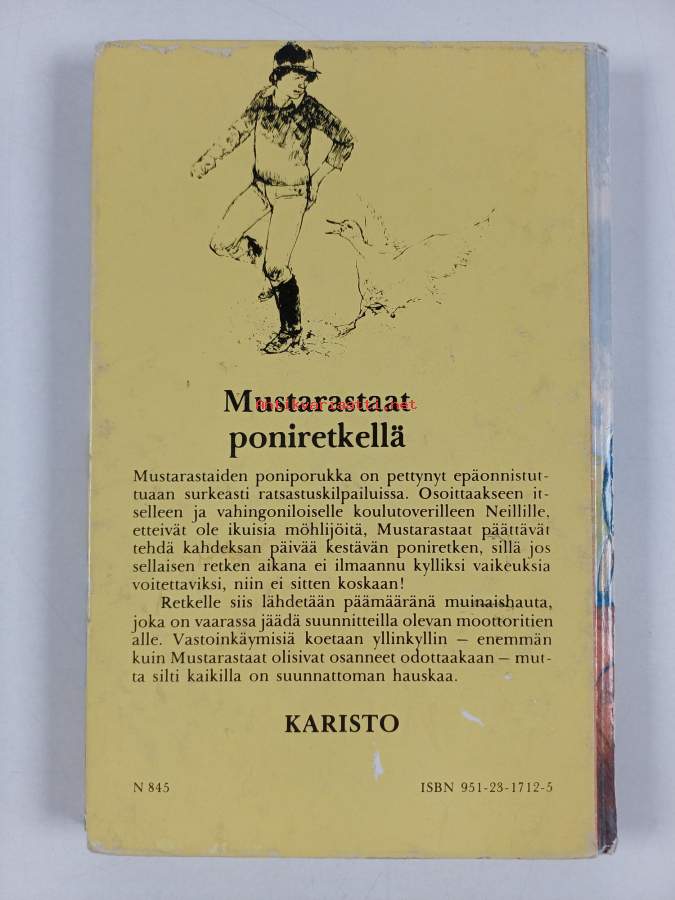 Mustarastaat
antikvariaatti.net
poniretkellä
Mustarastaiden poniporukka on pettynyt epäonnistut-
tuaan surkeasti ratsastuskilpailuissa. Osoittaakseen it-
selleen ja vahingoniloiselle koulutoverilleen Neillille,
etteivät ole ikuisia möhlijöitä, Mustarastaat päättävät
tehdä kahdeksan päivää kestävän poniretken, sillä jos
sellaisen retken aikana ei ilmaannu kylliksi vaikeuksia
voitettaviksi, niin ei sitten koskaan!
Retkelle siis lähdetään päämääränä muinaishauta,
joka on vaarassa jäädä suunnitteilla olevan moottoritien
alle. Vastoinkäymisiä koetaan yllinkyllin – enemmän
kuin Mustarastaat olisivat osanneet odottaakaan – mut-
ta silti kaikilla on suunnattoman hauskaa.
KARISTO
N 845
ISBN 951-23-1712-5